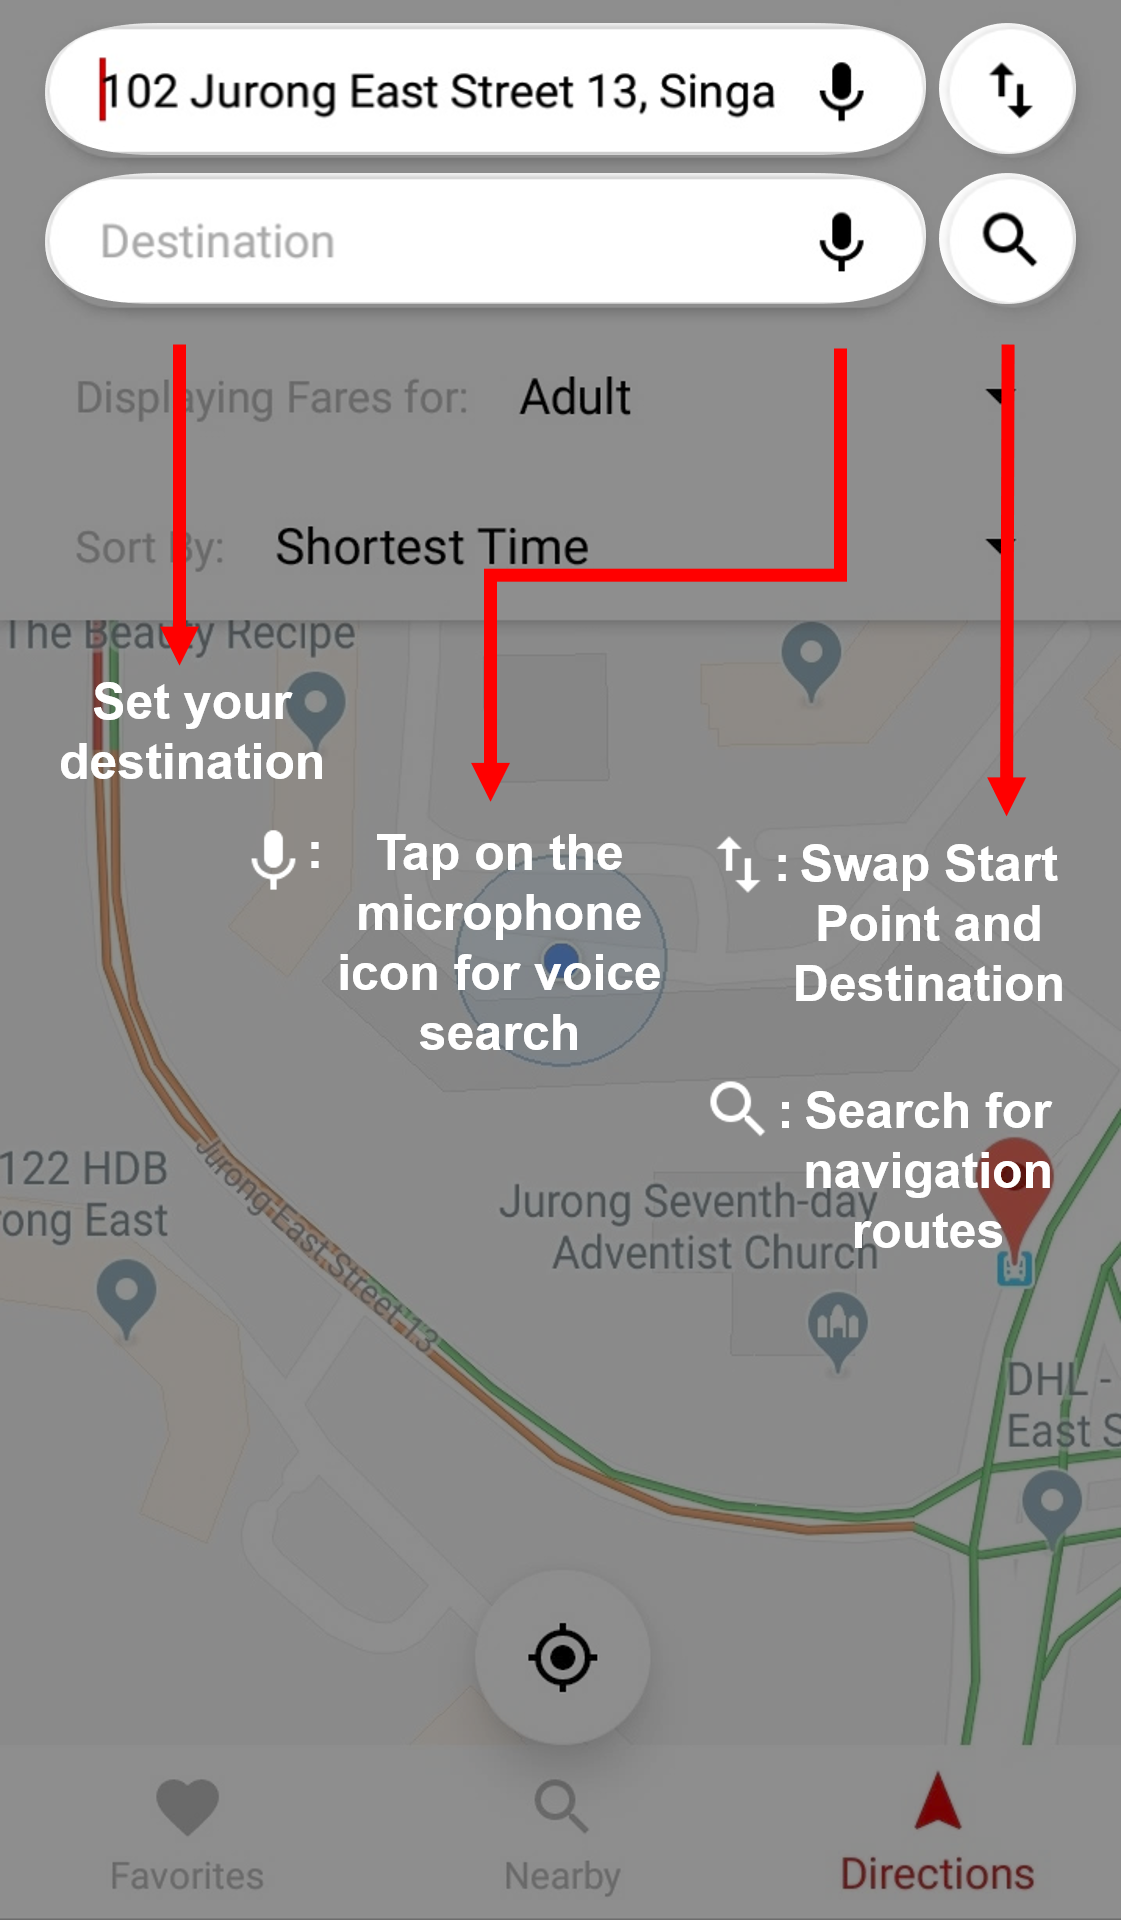 102 Jurong East Street 13, Singa
Destination
Displaying Fares for: Adult
Sort By: Shortest Time
The Beauty Recipe
Set your
destination
: Tap on the
microphone
icon for voice
search
: Swap Start
Point and
Destination
: Search for
navigation
routes
122 HDB
rong East
Jurong East Street 13
Jurong Seventh-day
Adventist Church
DHL -
East S
Favorites
Nearby
Directions